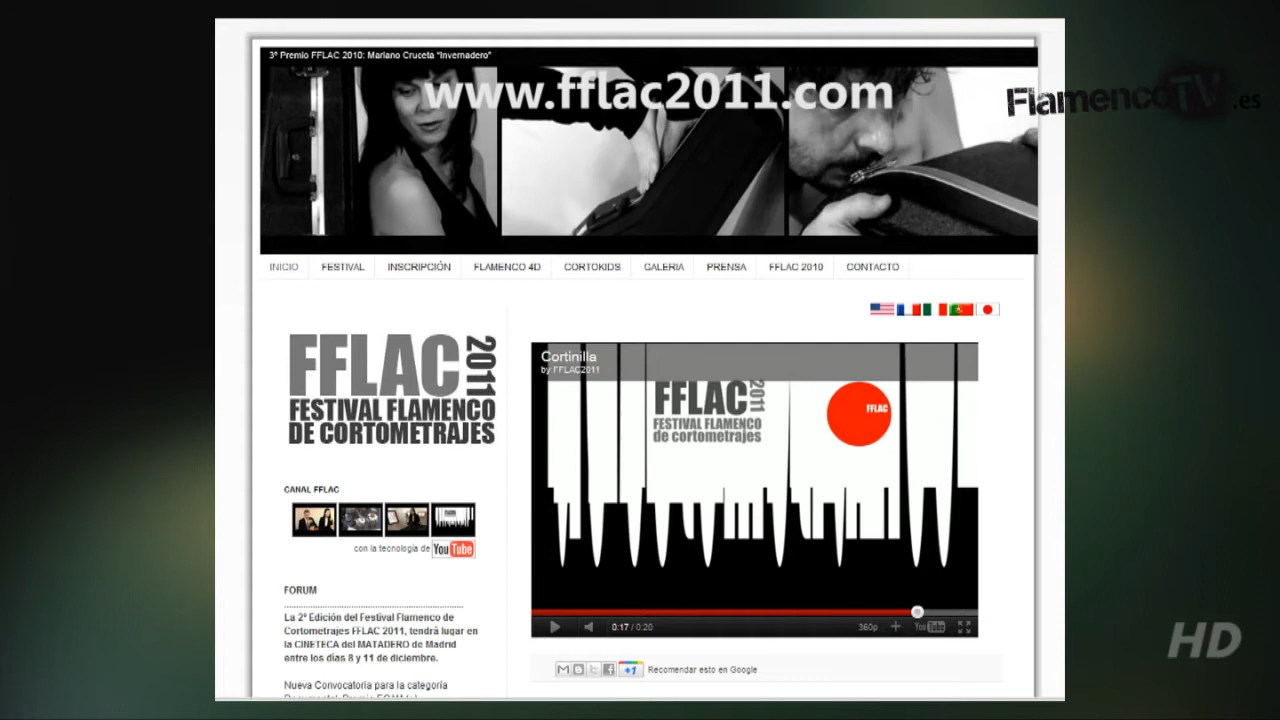 3º Premio FFLAC 2010: Mariano Cruceta "Invernadero"
www.fflac2011.com
FlamencoTV.es
INICIO FESTIVAL INSCRIPCIÓN FLAMENCO 4D CORTOKIDS GALERIA PRENSA FFLAC 2010 CONTACTO
FFLAC 2011
FESTIVAL FLAMENCO
DE CORTOMETRAJES
CANAL FFLAC
con la tecnología de YouTube
FORUM
La 2ª Edición del Festival Flamenco de
Cortometrajes FFLAC 2011, tendrá lugar en
la CINETECA del MATADERO de Madrid
entre los días 8 y 11 de diciembre.
Nueva Convocatoria para la categoría
Cortinilla
by FFLAC2011
FFLAC 2011
FESTIVAL FLAMENCO
de cortometrajes
FFLAC
0:17 / 0:20
360p
YouTube
+1 Recomendar esto en Google
HD